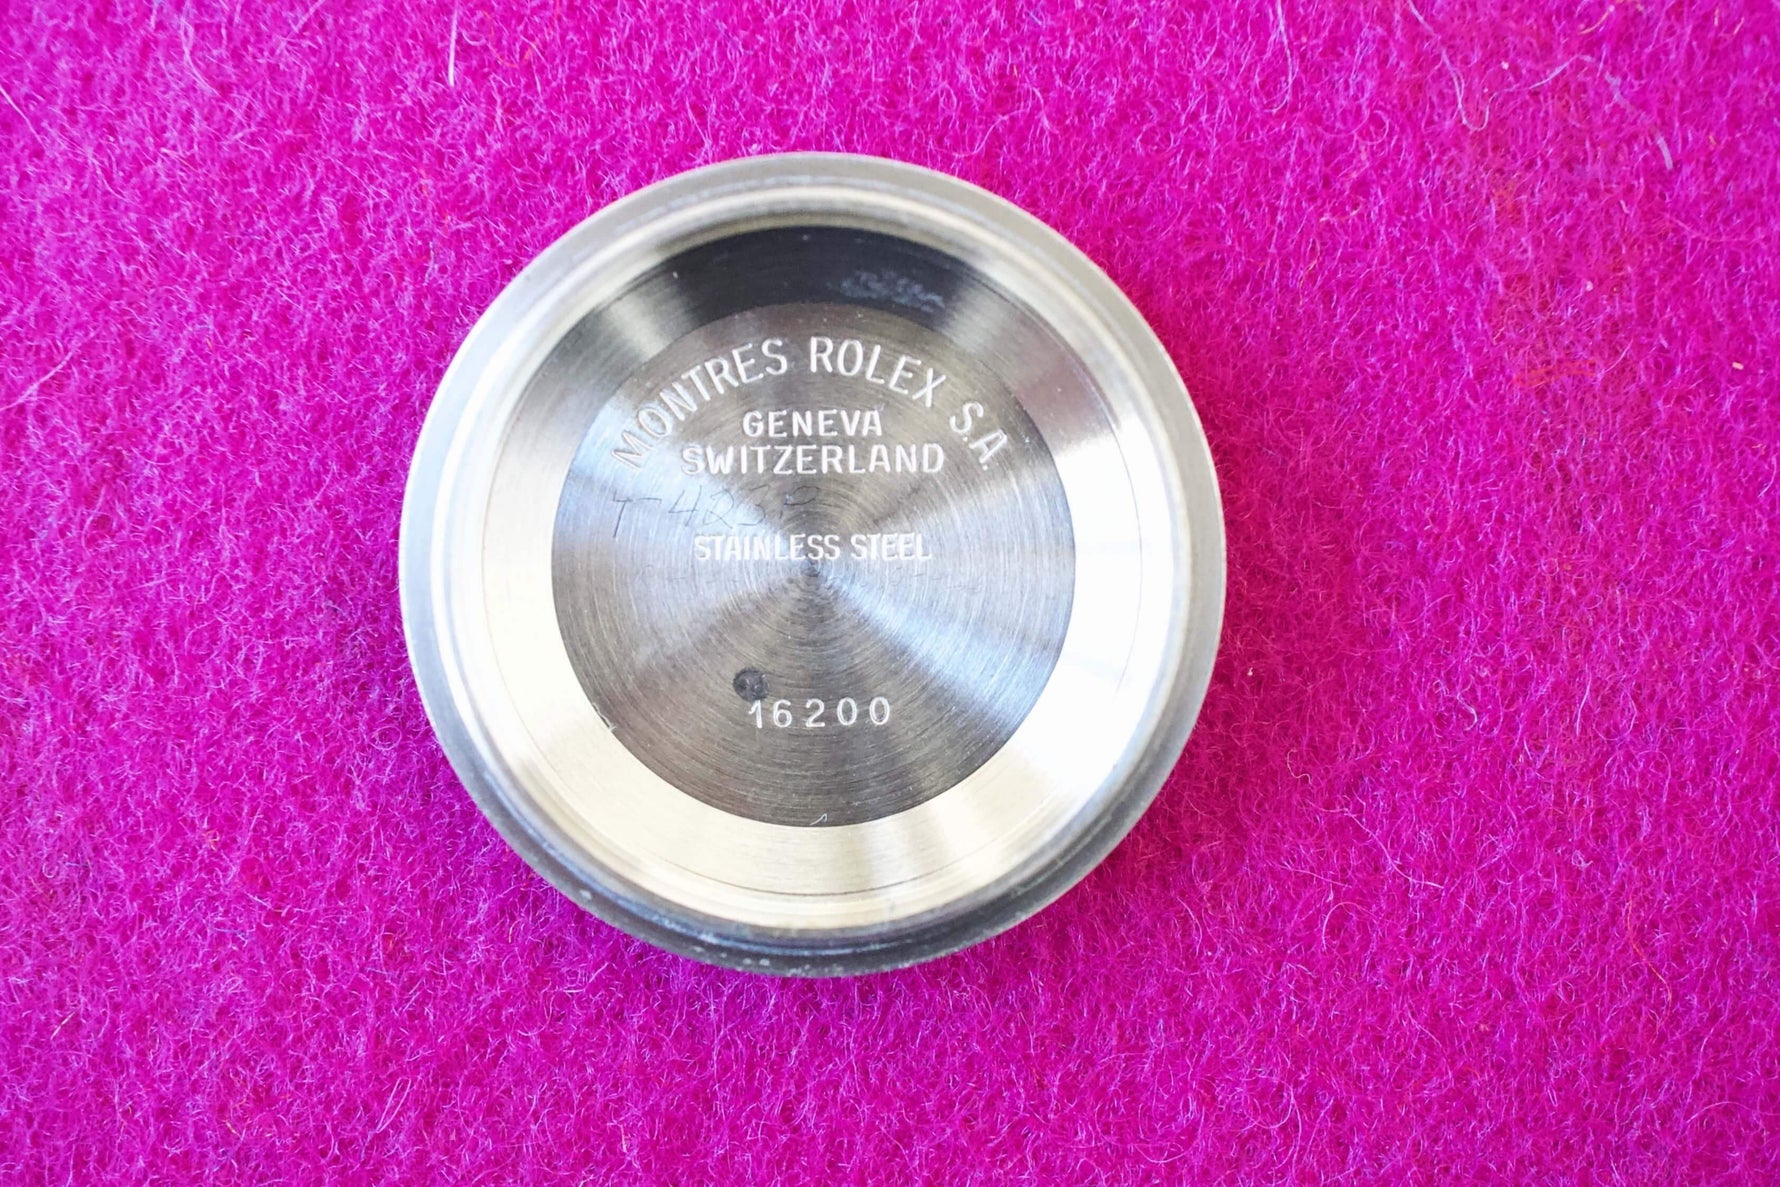 MONTRES ROLEX S.A.
GENEVA
SWITZERLAND
STAINLESS STEEL
16200